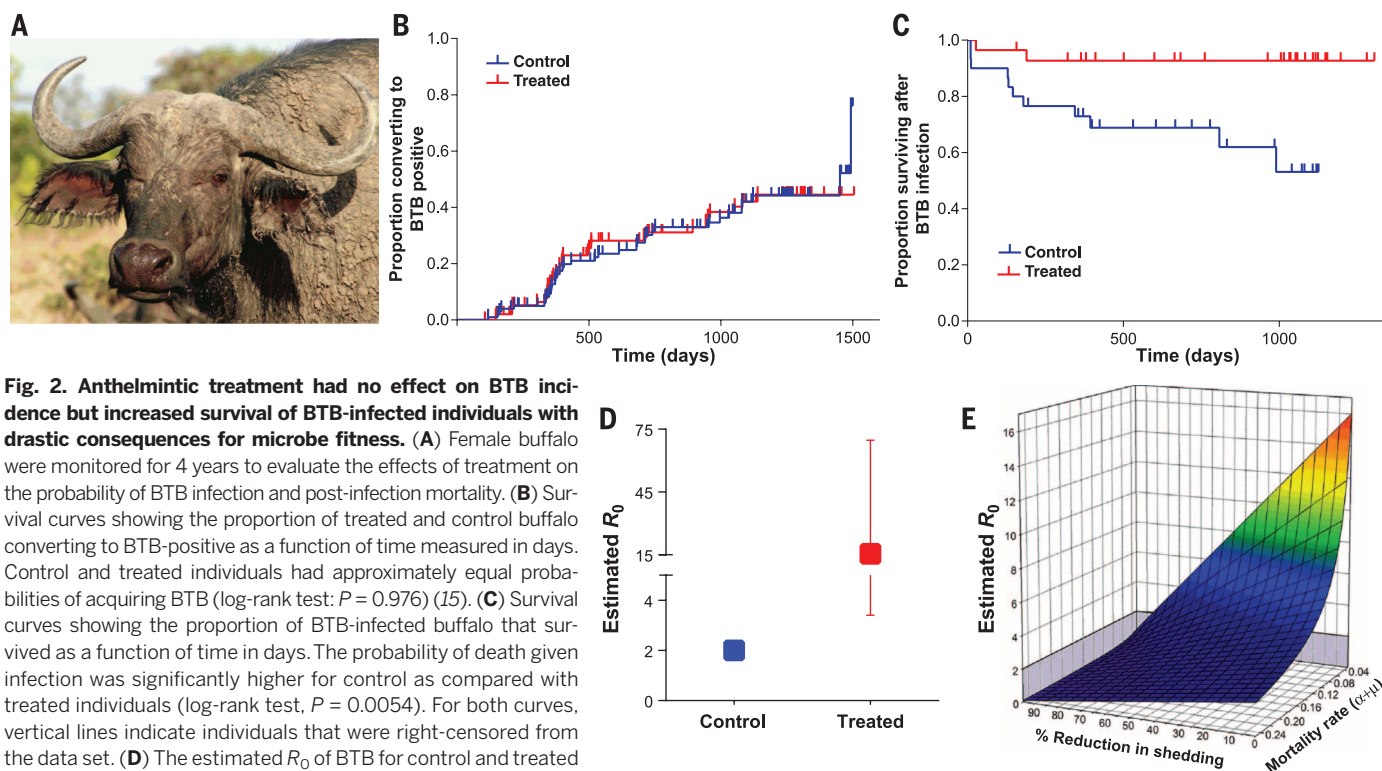 A
B
1.0
0.8
0.6
0.4
0.2
0.0
Proportion converting to
BTB positive
Control
Treated
500
1000
1500
Time (days)
C
1.0
0.8
0.6
0.4
0.2
0.0
Proportion surviving after
BTB infection
Control
Treated
0
500
1000
Time (days)
Fig. 2. Anthelmintic treatment had no effect on BTB inci-
dence but increased survival of BTB-infected individuals with
drastic consequences for microbe fitness. (A) Female buffalo
were monitored for 4 years to evaluate the effects of treatment on
the probability of BTB infection and post-infection mortality. (B) Sur-
vival curves showing the proportion of treated and control buffalo
converting to BTB-positive as a function of time measured in days.
Control and treated individuals had approximately equal proba-
bilities of acquiring BTB (log-rank test: P = 0.976) (15). (C) Survival
curves showing the proportion of BTB-infected buffalo that sur-
vived as a function of time in days. The probability of death given
infection was significantly higher for control as compared with
treated individuals (log-rank test, P = 0.0054). For both curves,
vertical lines indicate individuals that were right-censored from
the data set. (D) The estimated R0 of BTB for control and treated
D
75
45
15
4
2
0
Estimated R0
Control
Treated
E
16
14
12
10
8
6
4
2
0
Estimated R0
90
80
70
60
50
40
30
20
10
0
% Reduction in shedding
0.04
0.08
0.12
0.16
0.20
0.24
Mortality rate (α+μ)